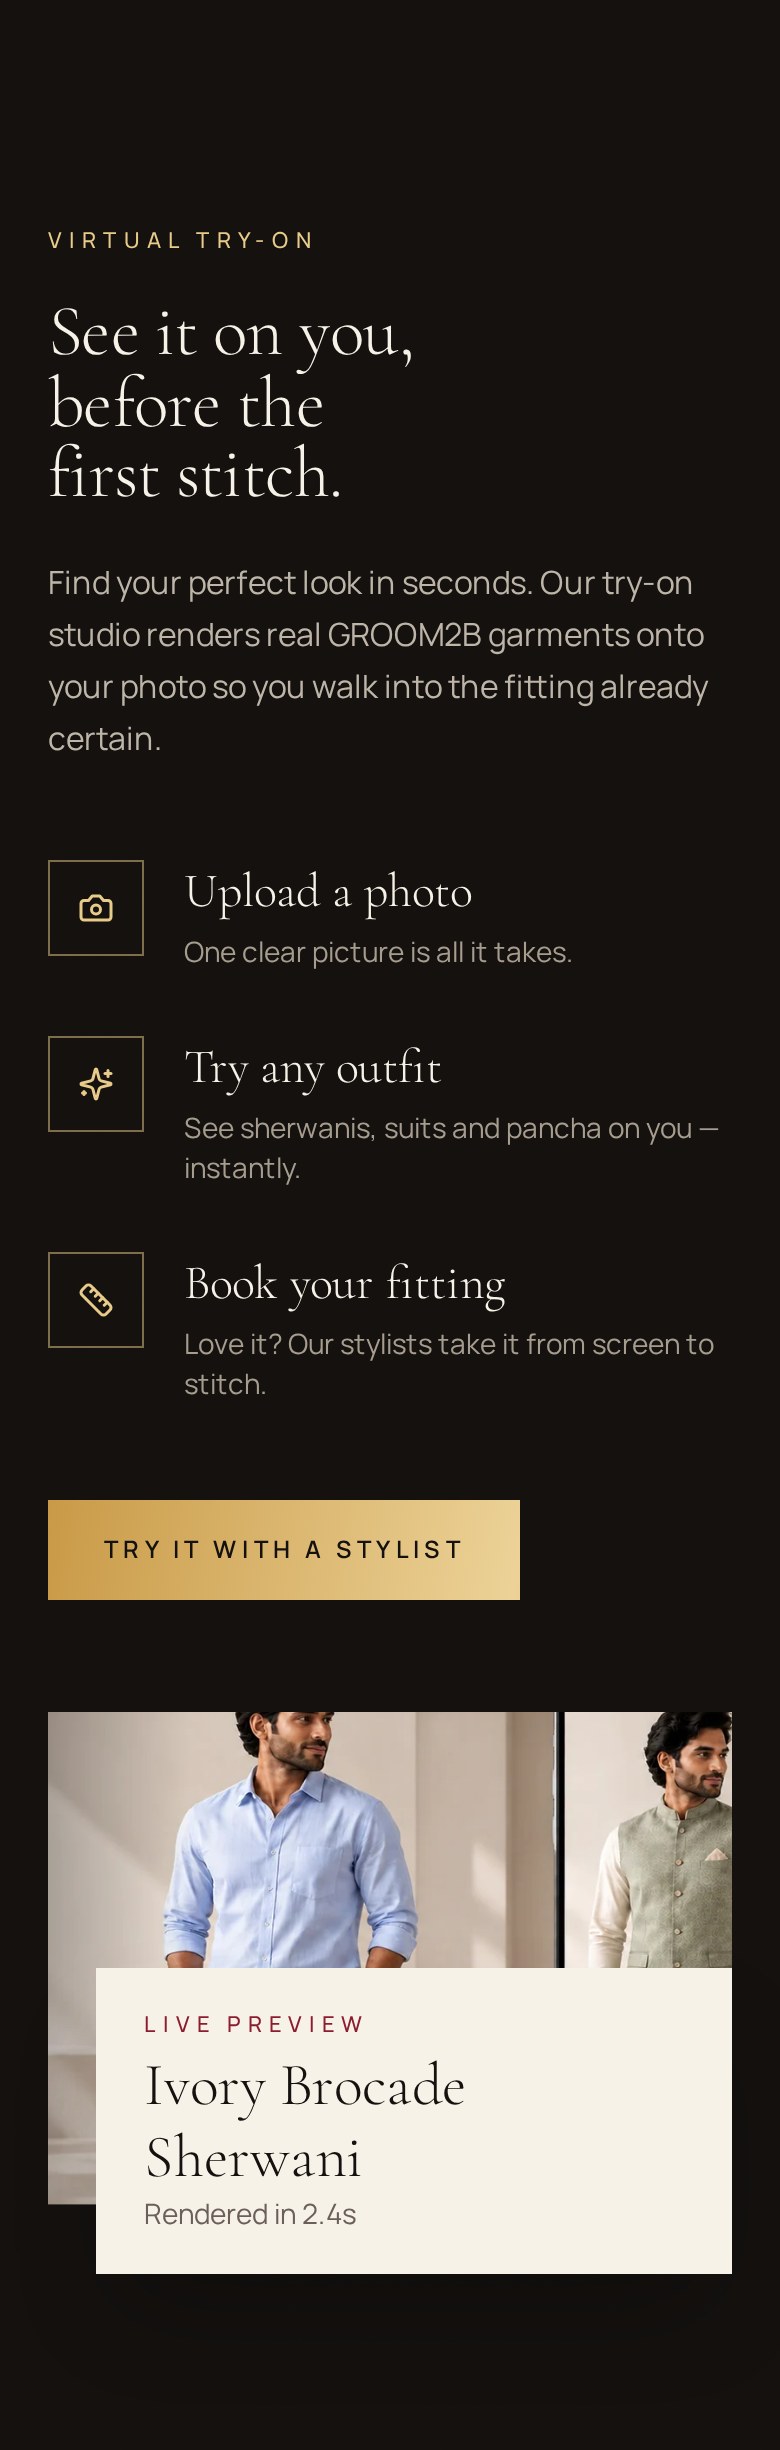 VIRTUAL TRY-ON
See it on you,
before the
first stitch.
Find your perfect look in seconds. Our try-on
studio renders real GROOM2B garments onto
your photo so you walk into the fitting already
certain.
Upload a photo
One clear picture is all it takes.
Try any outfit
See sherwanis, suits and pancha on you —
instantly.
Book your fitting
Love it? Our stylists take it from screen to
stitch.
TRY IT WITH A STYLIST
LIVE PREVIEW
Ivory Brocade
Sherwani
Rendered in 2.4s